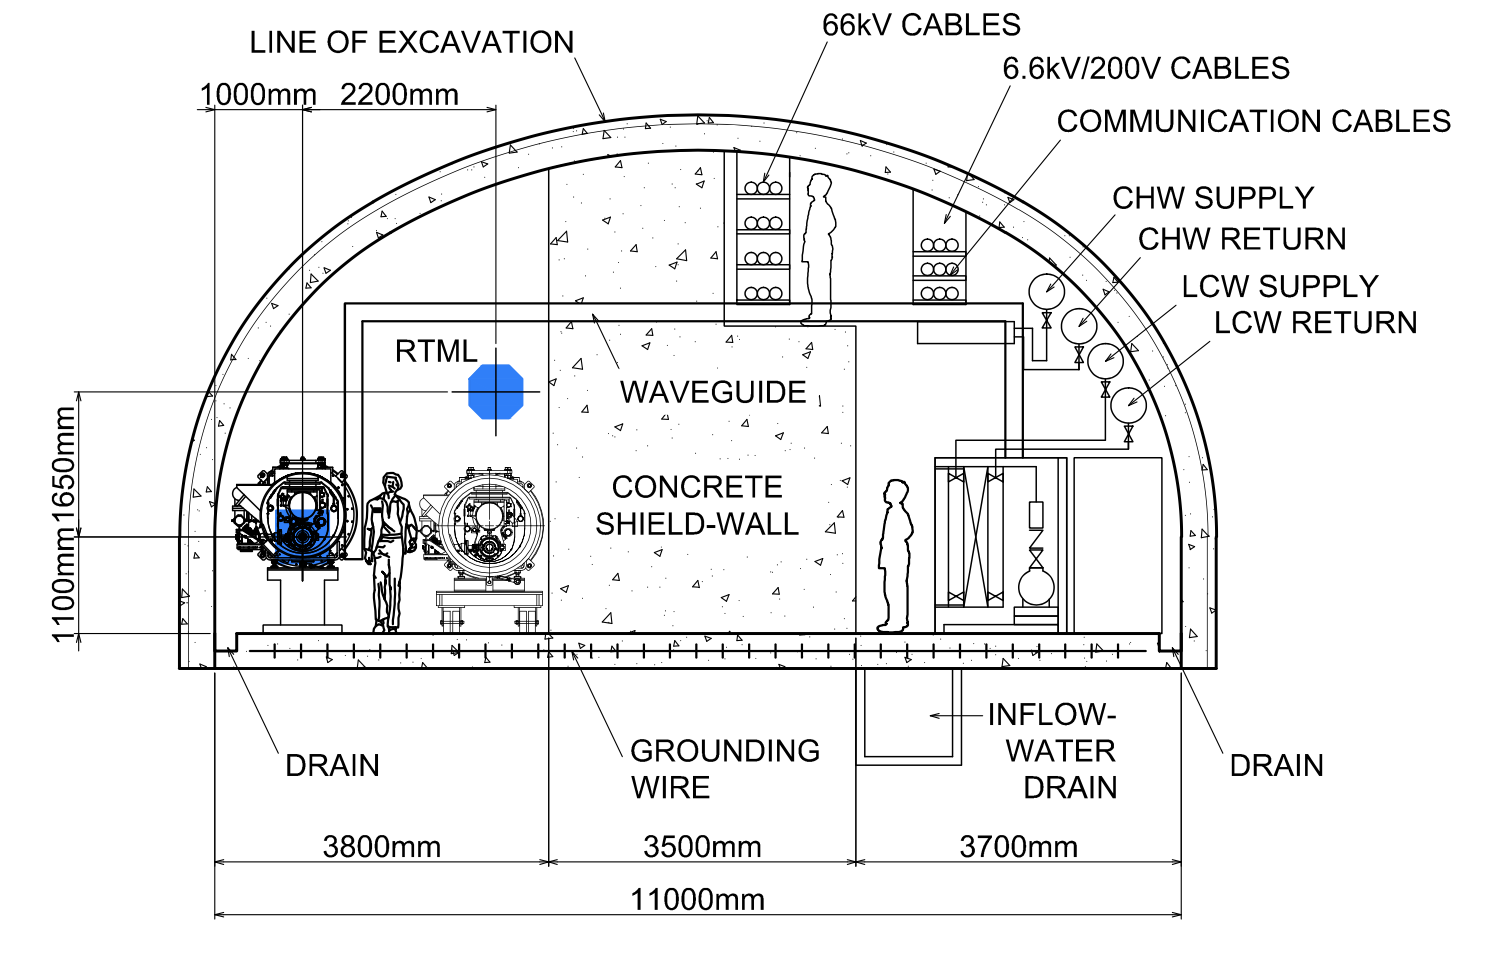 66kV CABLES
LINE OF EXCAVATION
6.6kV/200V CABLES
1000mm
2200mm
COMMUNICATION CABLES
CHW SUPPLY
CHW RETURN
LCW SUPPLY
LCW RETURN
RTML
WAVEGUIDE
1650mm
1100mm
CONCRETE
SHIELD-WALL
DRAIN
GROUNDING
WIRE
INFLOW-
WATER
DRAIN
DRAIN
3800mm
3500mm
3700mm
11000mm